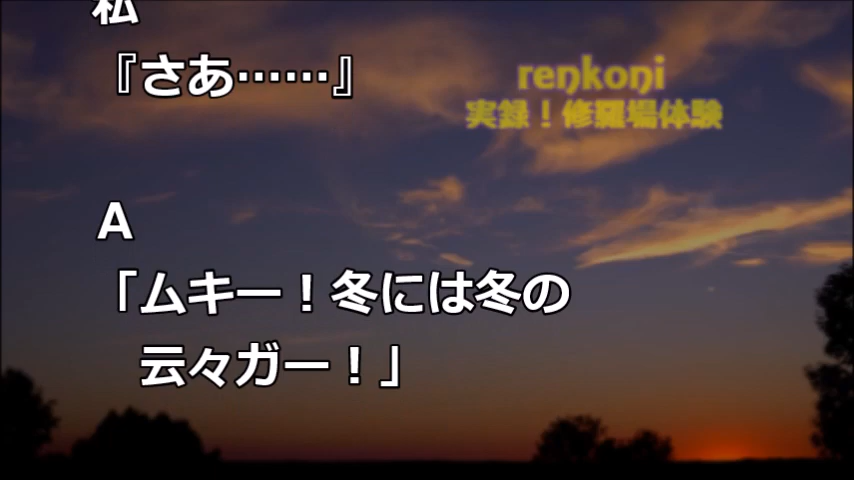 私
『さあ……』
renkoni
実録！修羅場体験
A
「ムキー！冬には冬の
云々ガー！」